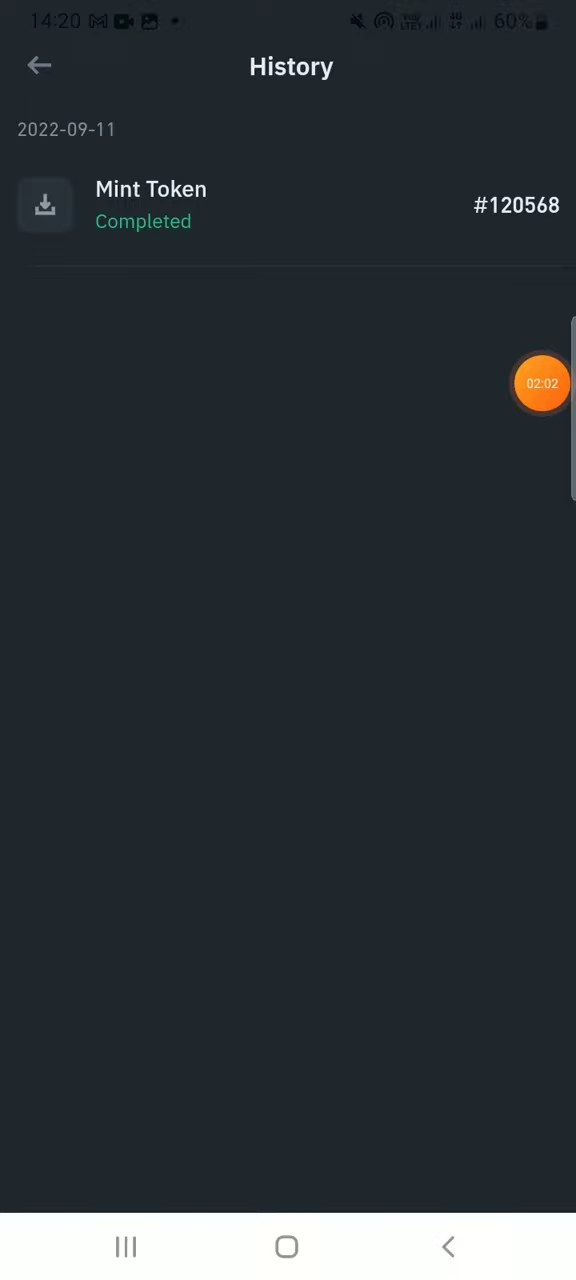 14:20 60%
History
2022-09-11
Mint Token
Completed
#120568
02:02